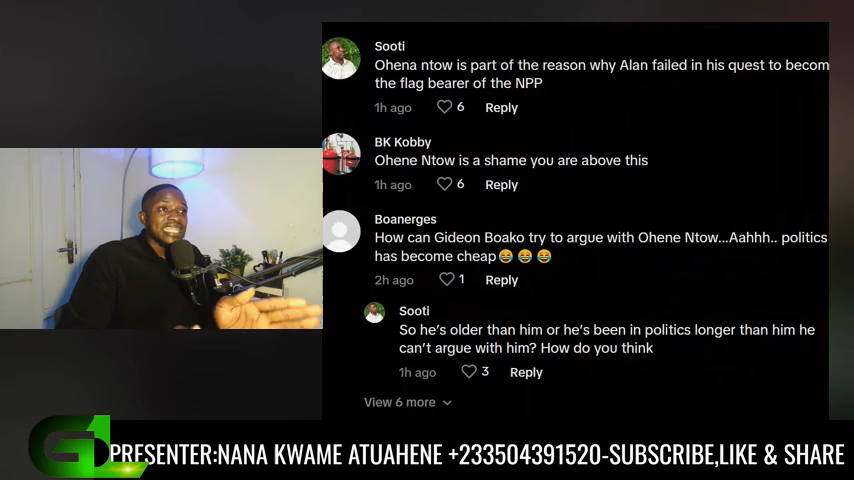 Sooti
Ohena ntow is part of the reason why Alan failed in his quest to becom
the flag bearer of the NPP
1h ago 6 Reply
BK Kobby
Ohene Ntow is a shame you are above this
1h ago 6 Reply
Boanerges
How can Gideon Boako try to argue with Ohene Ntow...Aahhh.. politics
has become cheap😂😂😂
2h ago 1 Reply
Sooti
So he's older than him or he's been in politics longer than him he
can't argue with him? How do you think
1h ago 3 Reply
View 6 more
PRESENTER:NANA KWAME ATUAHENE +233504391520-SUBSCRIBE,LIKE & SHARE